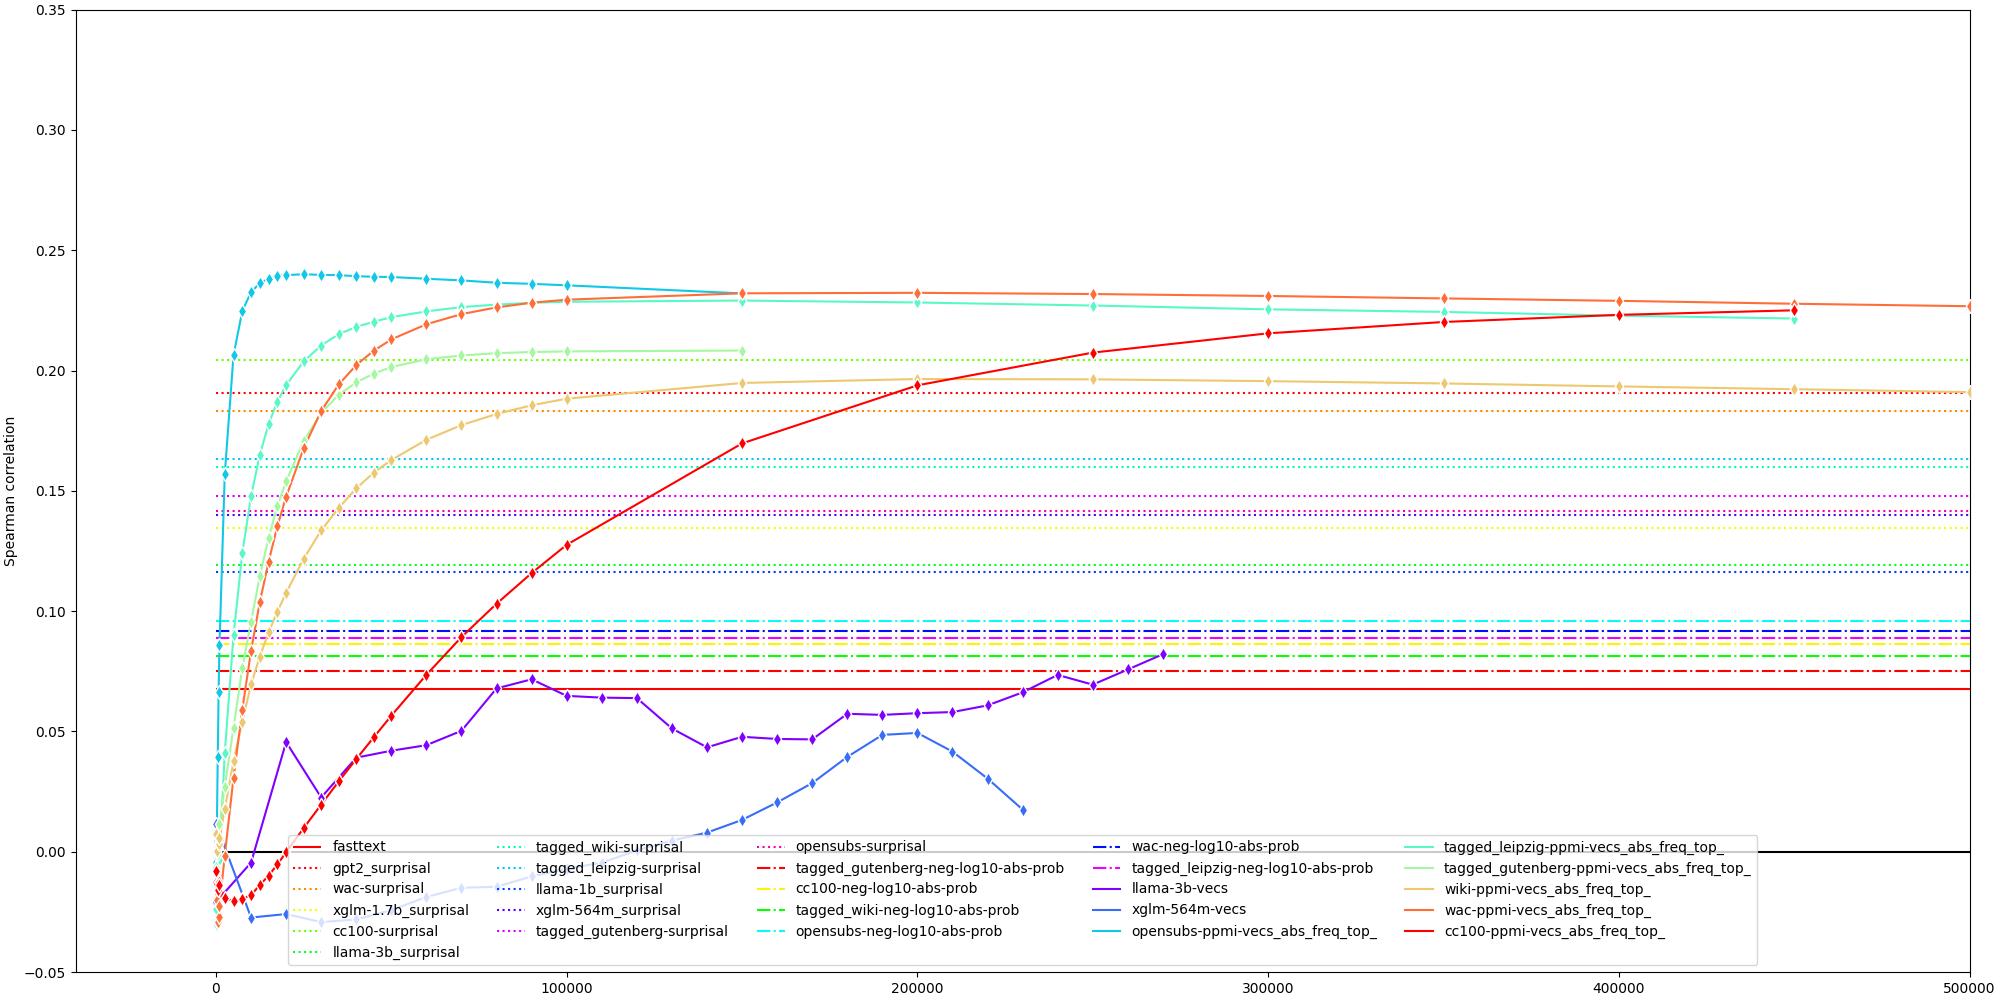 0.35
0.30
0.25
0.20
0.15
0.10
0.05
0.00
−0.05
Spearman correlation
fasttext
gpt2_surprisal
wac-surprisal
xglm-1.7b_surprisal
cc100-surprisal
llama-3b_surprisal
tagged_wiki-surprisal
tagged_leipzig-surprisal
llama-1b_surprisal
xglm-564m_surprisal
tagged_gutenberg-surprisal
opensubs-surprisal
tagged_gutenberg-neg-log10-abs-prob
cc100-neg-log10-abs-prob
tagged_wiki-neg-log10-abs-prob
opensubs-neg-log10-abs-prob
wac-neg-log10-abs-prob
tagged_leipzig-neg-log10-abs-prob
llama-3b-vecs
xglm-564m-vecs
opensubs-ppmi-vecs_abs_freq_top_
tagged_leipzig-ppmi-vecs_abs_freq_top_
tagged_gutenberg-ppmi-vecs_abs_freq_top_
wiki-ppmi-vecs_abs_freq_top_
wac-ppmi-vecs_abs_freq_top_
cc100-ppmi-vecs_abs_freq_top_
0
100000
200000
300000
400000
500000